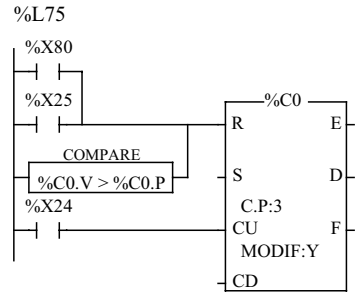 %L75
%X80
%X25
%C0
R E
COMPARE
%C0.V > %C0.P
S D
C.P:3
%X24
CU F
MODIF:Y
CD